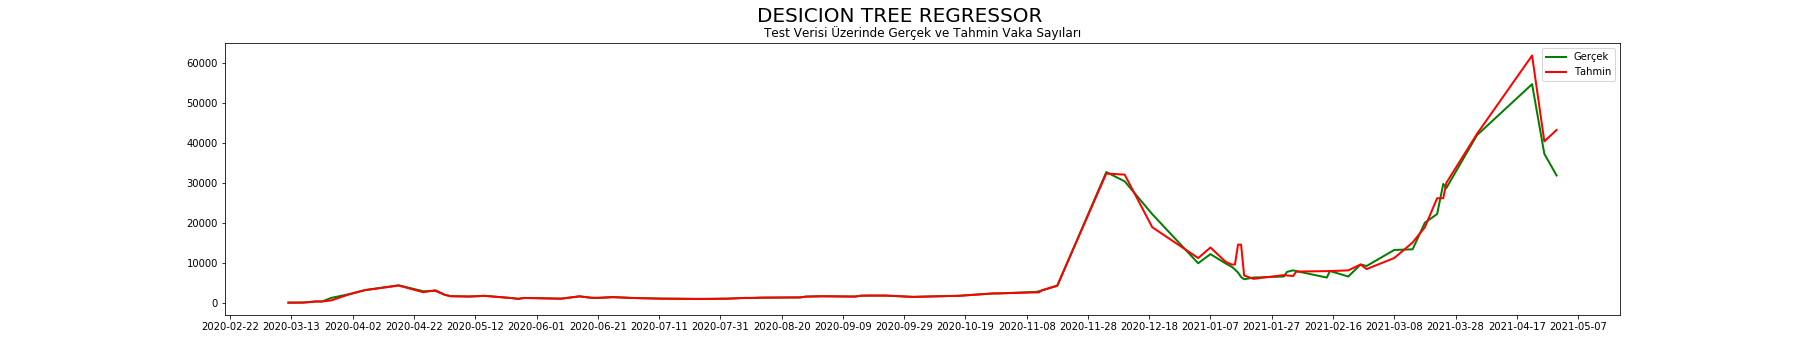 DESICION TREE REGRESSOR
Test Verisi Üzerinde Gerçek ve Tahmin Vaka Sayıları
Gerçek
Tahmin
60000
50000
40000
30000
20000
10000
0
2020-02-22 2020-03-13 2020-04-02 2020-04-22 2020-05-12 2020-06-01 2020-06-21 2020-07-11 2020-07-31 2020-08-20 2020-09-09 2020-09-29 2020-10-19 2020-11-08 2020-11-28 2020-12-18 2021-01-07 2021-01-27 2021-02-16 2021-03-08 2021-03-28 2021-04-17 2021-05-07